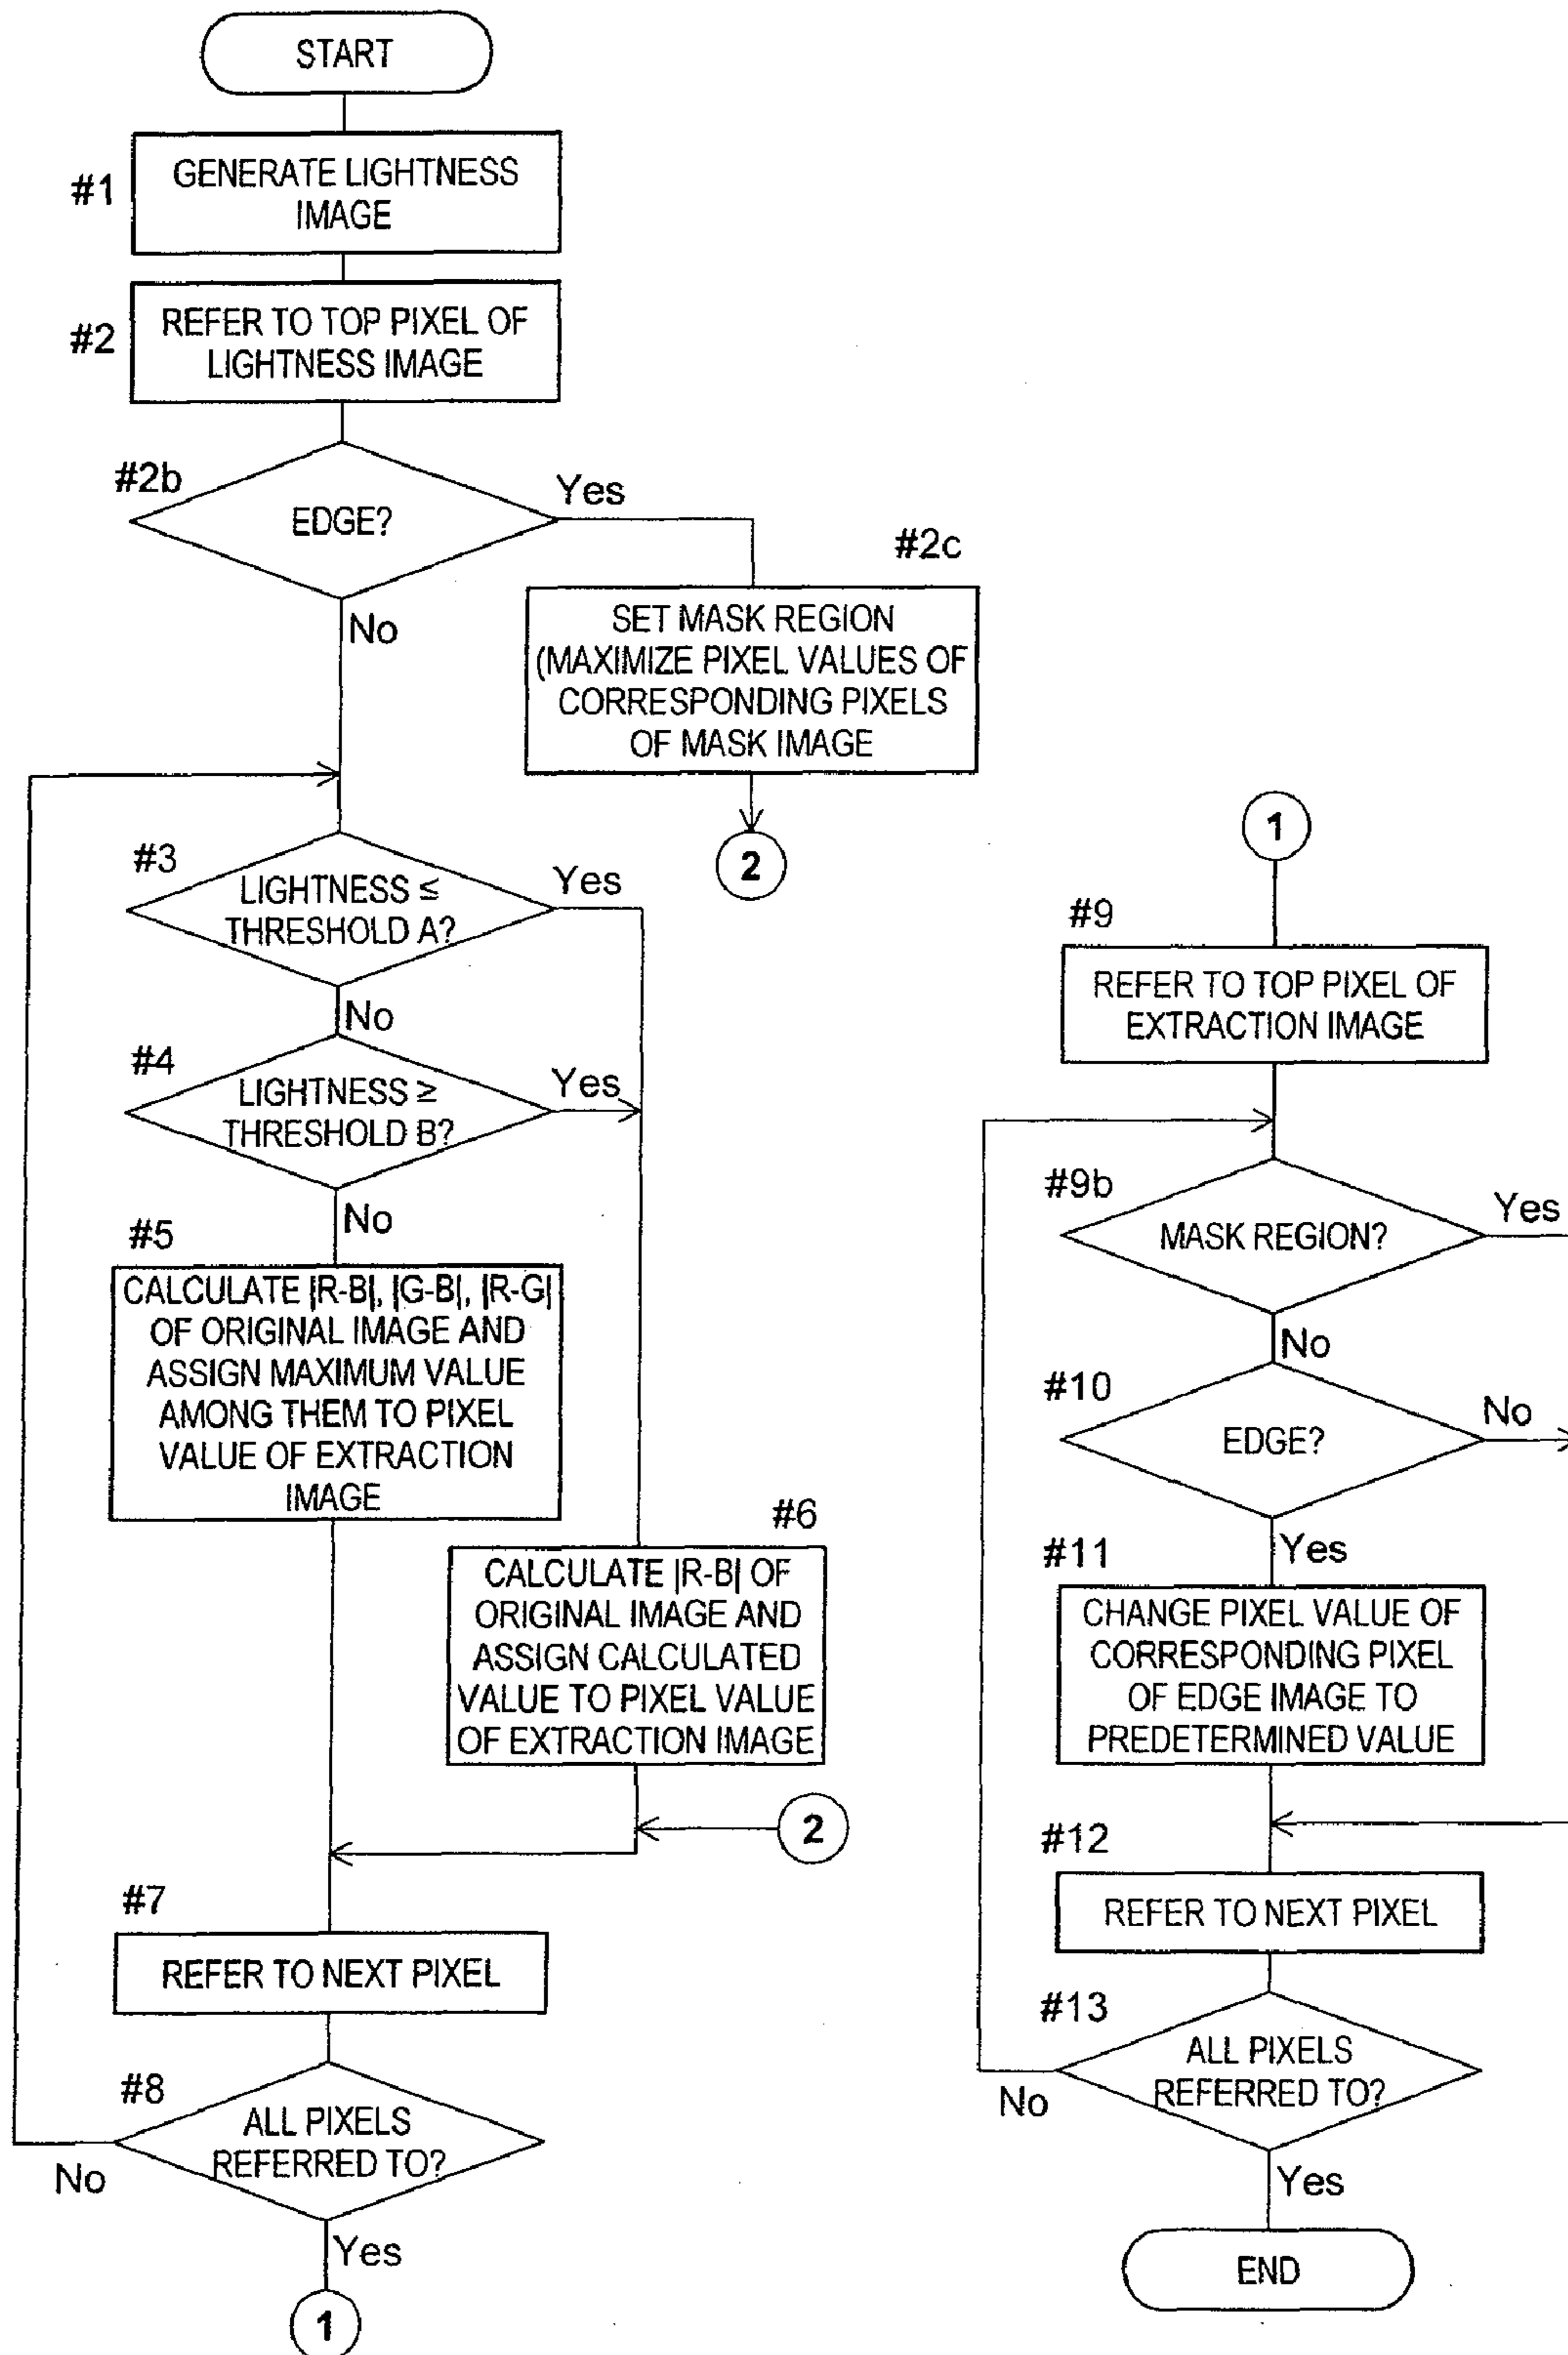 START
#1
GENERATE LIGHTNESS
IMAGE
#2
REFER TO TOP PIXEL OF
LIGHTNESS IMAGE
#2b
EDGE?
Yes
No
#2c
SET MASK REGION
(MAXIMIZE PIXEL VALUES OF
CORRESPONDING PIXELS
OF MASK IMAGE
2
#3
LIGHTNESS ≤
THRESHOLD A?
Yes
No
#4
LIGHTNESS ≥
THRESHOLD B?
Yes
No
#5
CALCULATE |R-B|, |G-B|, |R-G|
OF ORIGINAL IMAGE AND
ASSIGN MAXIMUM VALUE
AMONG THEM TO PIXEL
VALUE OF EXTRACTION
IMAGE
#6
CALCULATE |R-B| OF
ORIGINAL IMAGE AND
ASSIGN CALCULATED
VALUE TO PIXEL VALUE
OF EXTRACTION IMAGE
2
#7
REFER TO NEXT PIXEL
#8
ALL PIXELS
REFERRED TO?
No
Yes
1
1
#9
REFER TO TOP PIXEL OF
EXTRACTION IMAGE
#9b
MASK REGION?
Yes
No
#10
EDGE?
No
Yes
#11
CHANGE PIXEL VALUE OF
CORRESPONDING PIXEL
OF EDGE IMAGE TO
PREDETERMINED VALUE
#12
REFER TO NEXT PIXEL
#13
ALL PIXELS
REFERRED TO?
No
Yes
END